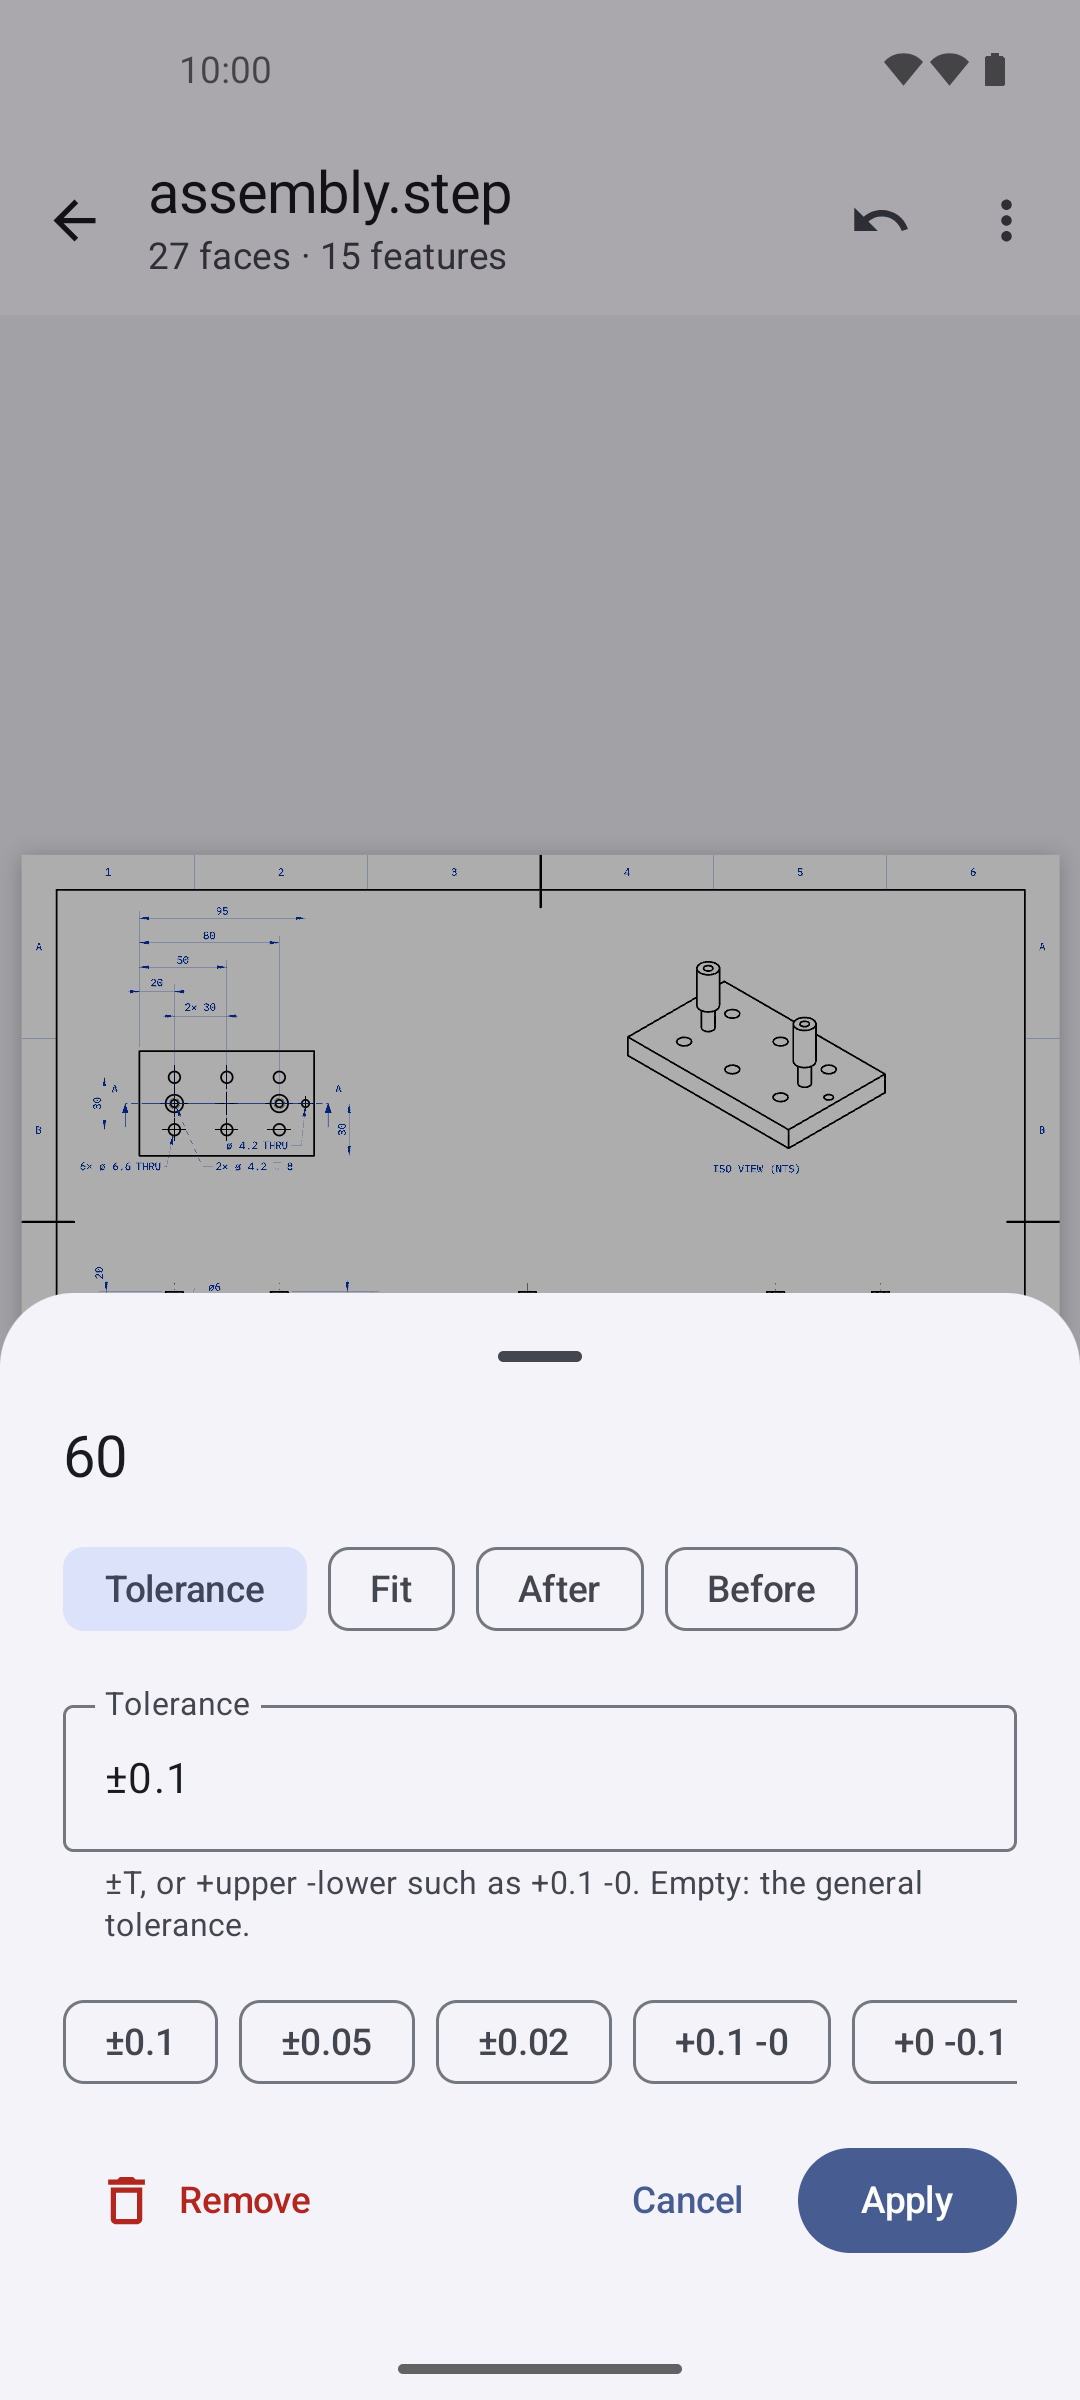 10:00
assembly.step
27 faces · 15 features
1 2 3 4 5 6
95
A A
80
50
20
2× 30
A A
30
B 30 B
ø 4.2 THRU
6× ø 6.6 THRU 2× ø 4.2 8
ISO VIEW (NTS)
20
ø6
60
Tolerance Fit After Before
Tolerance
±0.1
±T, or +upper -lower such as +0.1 -0. Empty: the general
tolerance.
±0.1 ±0.05 ±0.02 +0.1 -0 +0 -0.1
Remove Cancel Apply